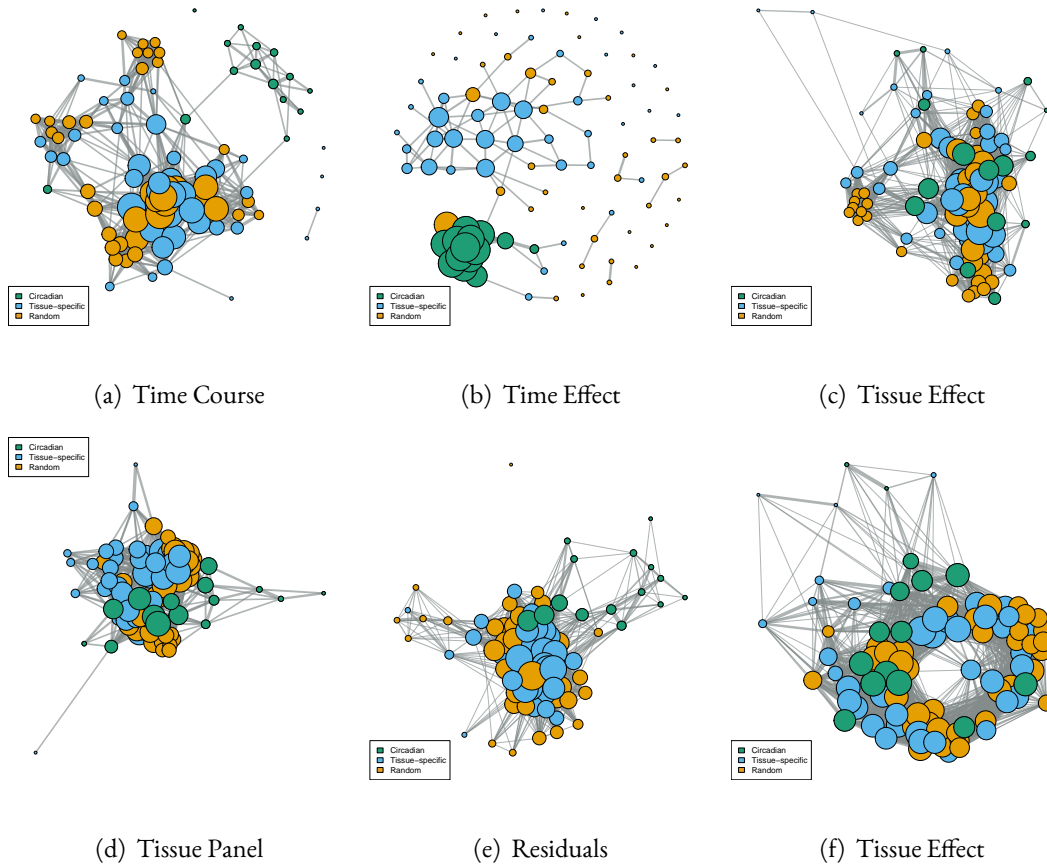 Circadian
Tissue−specific
Random
Circadian
Tissue−specific
Random
Circadian
Tissue−specific
Random
(a) Time Course
(b) Time Effect
(c) Tissue Effect
Circadian
Tissue−specific
Random
Circadian
Tissue−specific
Random
Circadian
Tissue−specific
Random
(d) Tissue Panel
(e) Residuals
(f) Tissue Effect